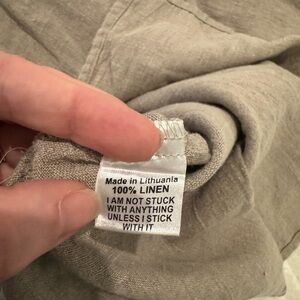 Made in Lithuania
100% LINEN
I AM NOT STUCK
WITH ANYTHING
UNLESS I STICK
WITH IT